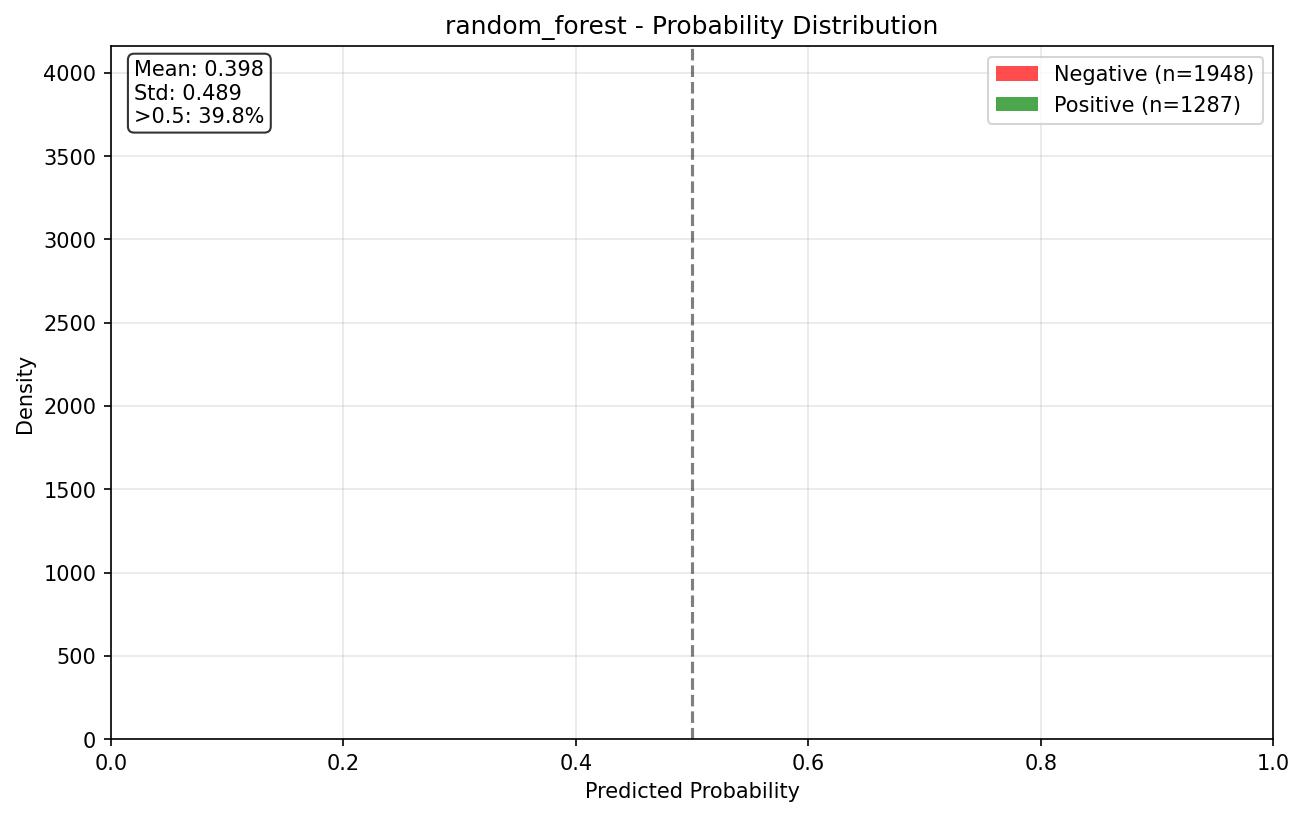 random_forest - Probability Distribution
Mean: 0.398
Std: 0.489
>0.5: 39.8%
Negative (n=1948)
Positive (n=1287)
Density
4000
3500
3000
2500
2000
1500
1000
500
0
0.0 0.2 0.4 0.6 0.8 1.0
Predicted Probability